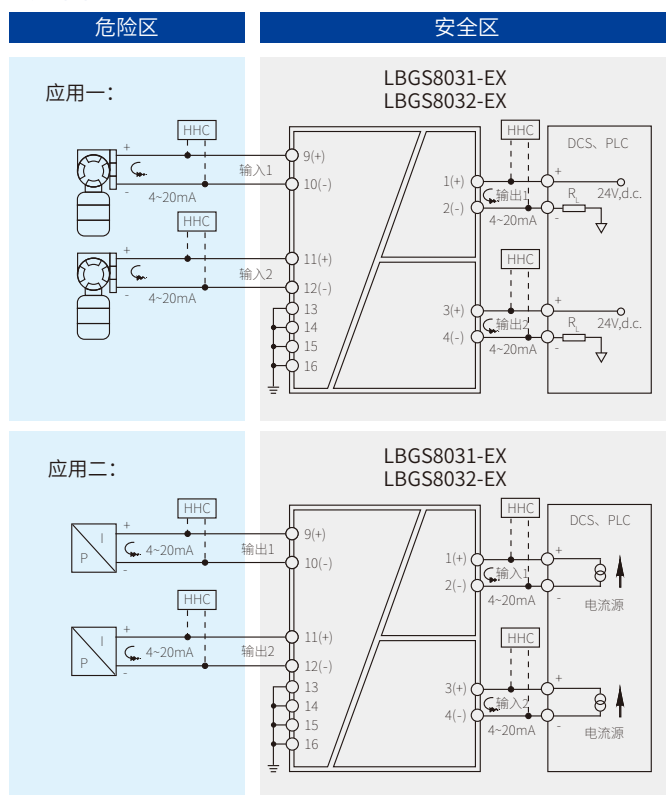 危险区
安全区
应用一：
LBGS8031-EX
LBGS8032-EX
HHC
HHC
DCS、PLC
+
9(+)
输入1
10(-)
-
4~20mA
1(+)
输出1
2(-)
4~20mA
+
R_L
24V,d.c.
-
HHC
HHC
+
11(+)
输入2
12(-)
-
4~20mA
13
14
15
16
3(+)
输出2
4(-)
4~20mA
+
R_L
24V,d.c.
-
应用二：
LBGS8031-EX
LBGS8032-EX
HHC
HHC
DCS、PLC
I
P
+
4~20mA
-
输出1
9(+)
10(-)
1(+)
输入1
2(-)
4~20mA
+
-
电流源
HHC
HHC
I
P
+
4~20mA
-
输出2
11(+)
12(-)
13
14
15
16
3(+)
输入2
4(-)
4~20mA
+
-
电流源